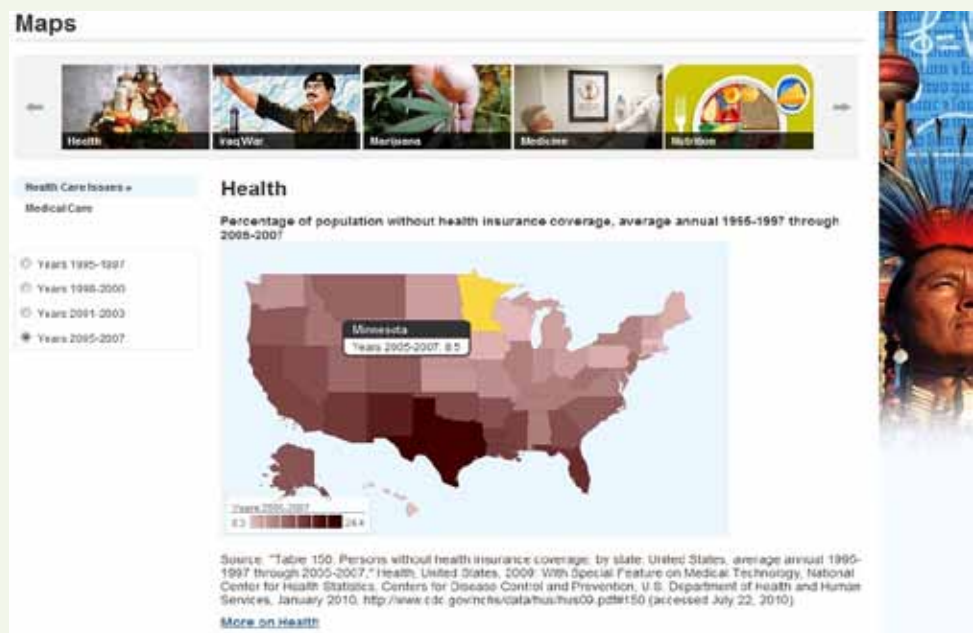 Maps
Health
Iraq War
Marijuana
Medicine
Nutrition
Health Care Issues »
Medical Care
Years 1995-1997
Years 1998-2000
Years 2001-2003
Years 2005-2007
Health
Percentage of population without health insurance coverage, average annual 1995-1997 through
2005-2007
Minnesota
Years 2005-2007: 8.5
Years 2005-2007
8.3
24.4
Source: "Table 150. Persons without health insurance coverage, by state: United States, average annual 1995-
1997 through 2005-2007," Health, United States, 2009: With Special Feature on Medical Technology, National
Center for Health Statistics, Centers for Disease Control and Prevention, U.S. Department of Health and Human
Services, January 2010, http://www.cdc.gov/nchs/data/hus/hus09.pdf#150 (accessed July 22, 2010)
More on Health